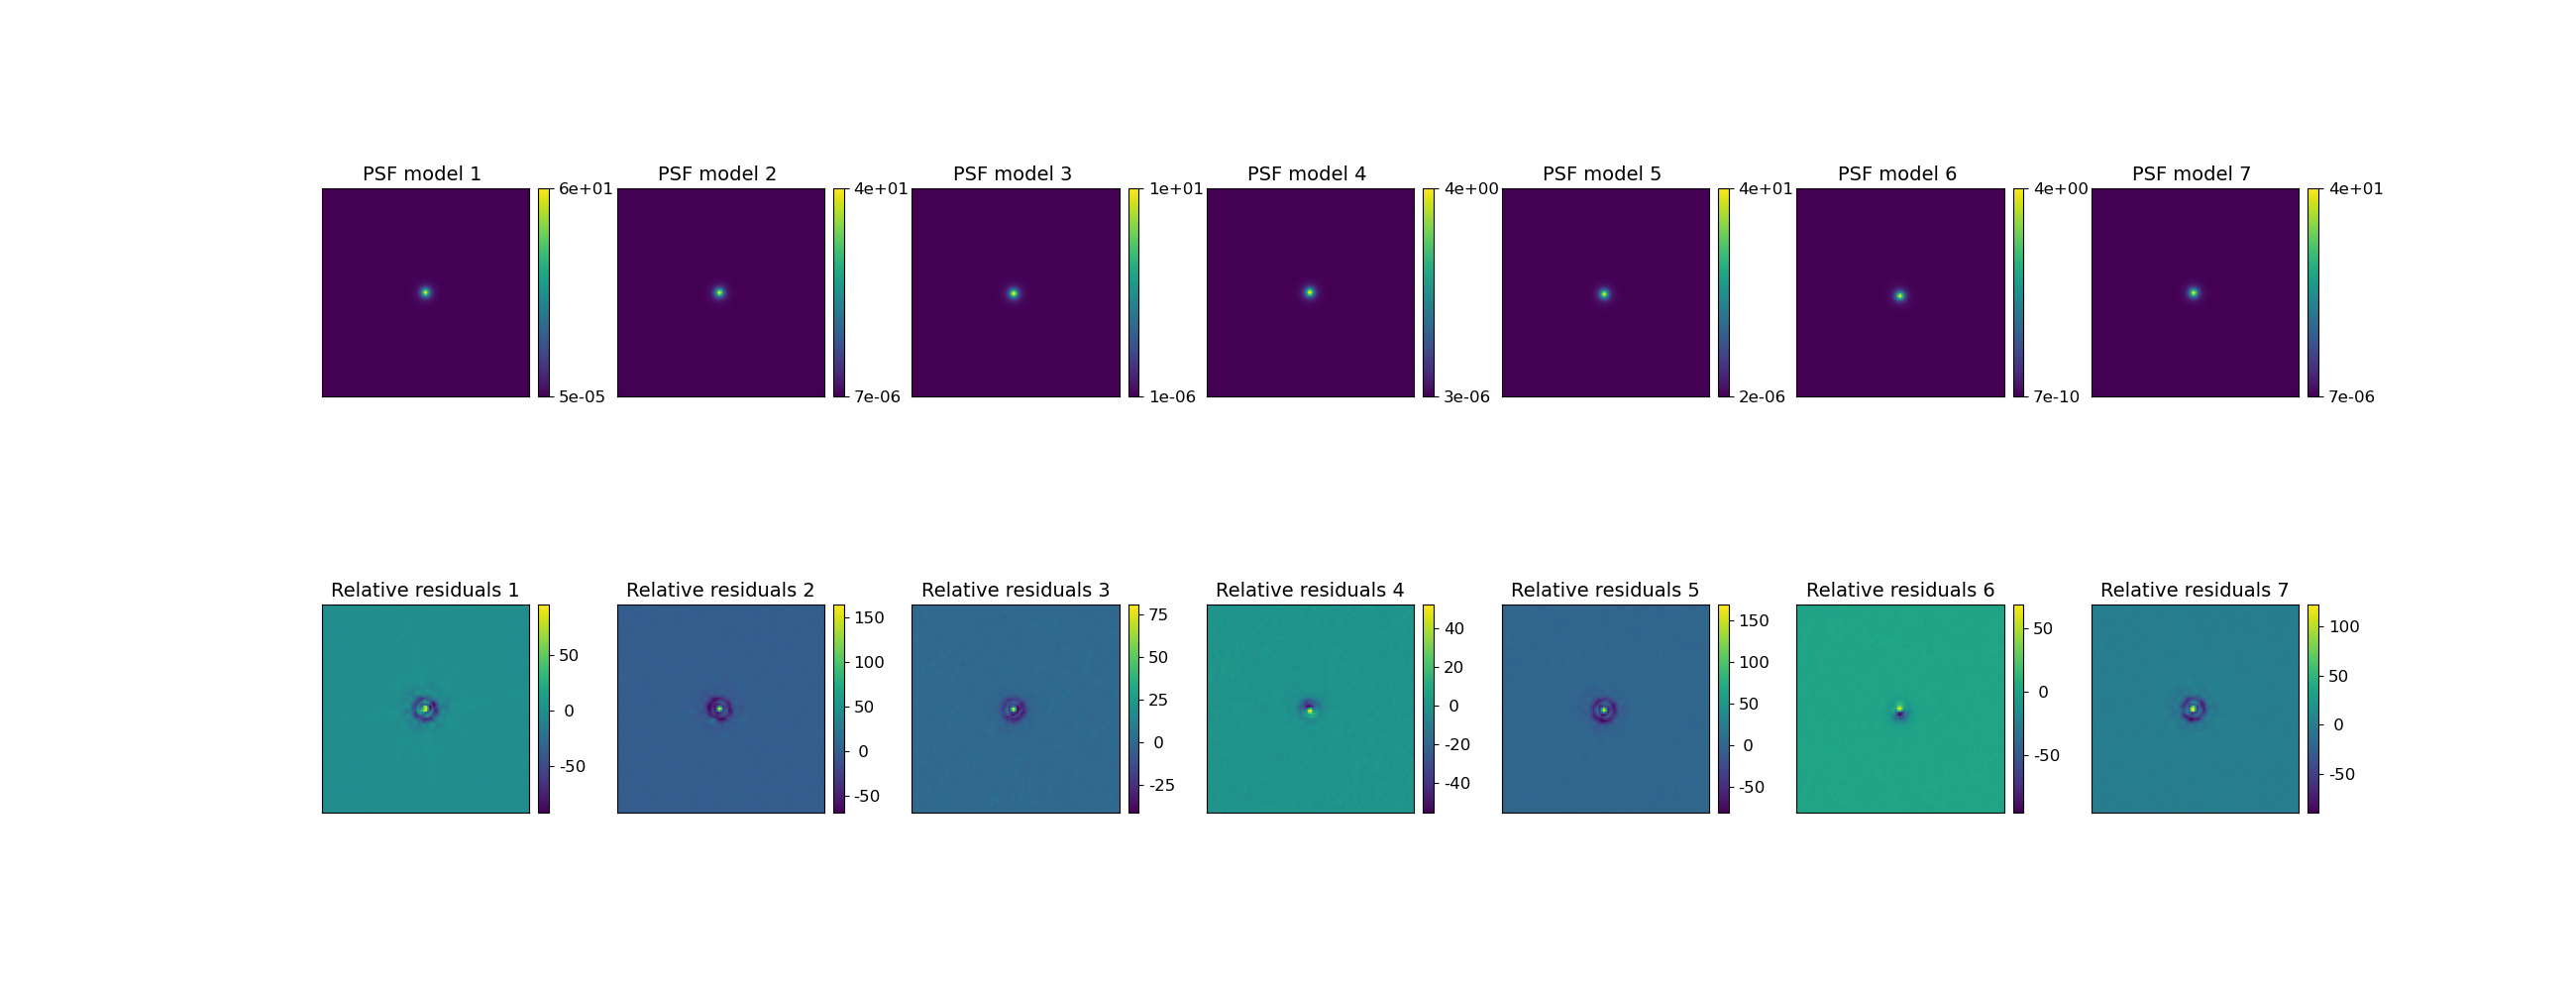 PSF model 1
6e+01
5e-05
PSF model 2
4e+01
7e-06
PSF model 3
1e+01
1e-06
PSF model 4
4e+00
3e-06
PSF model 5
4e+01
2e-06
PSF model 6
4e+00
7e-10
PSF model 7
4e+01
7e-06
Relative residuals 1
50
0
-50
Relative residuals 2
150
100
50
0
-50
Relative residuals 3
75
50
25
0
-25
Relative residuals 4
40
20
0
-20
-40
Relative residuals 5
150
100
50
0
-50
Relative residuals 6
50
0
-50
Relative residuals 7
100
50
0
-50